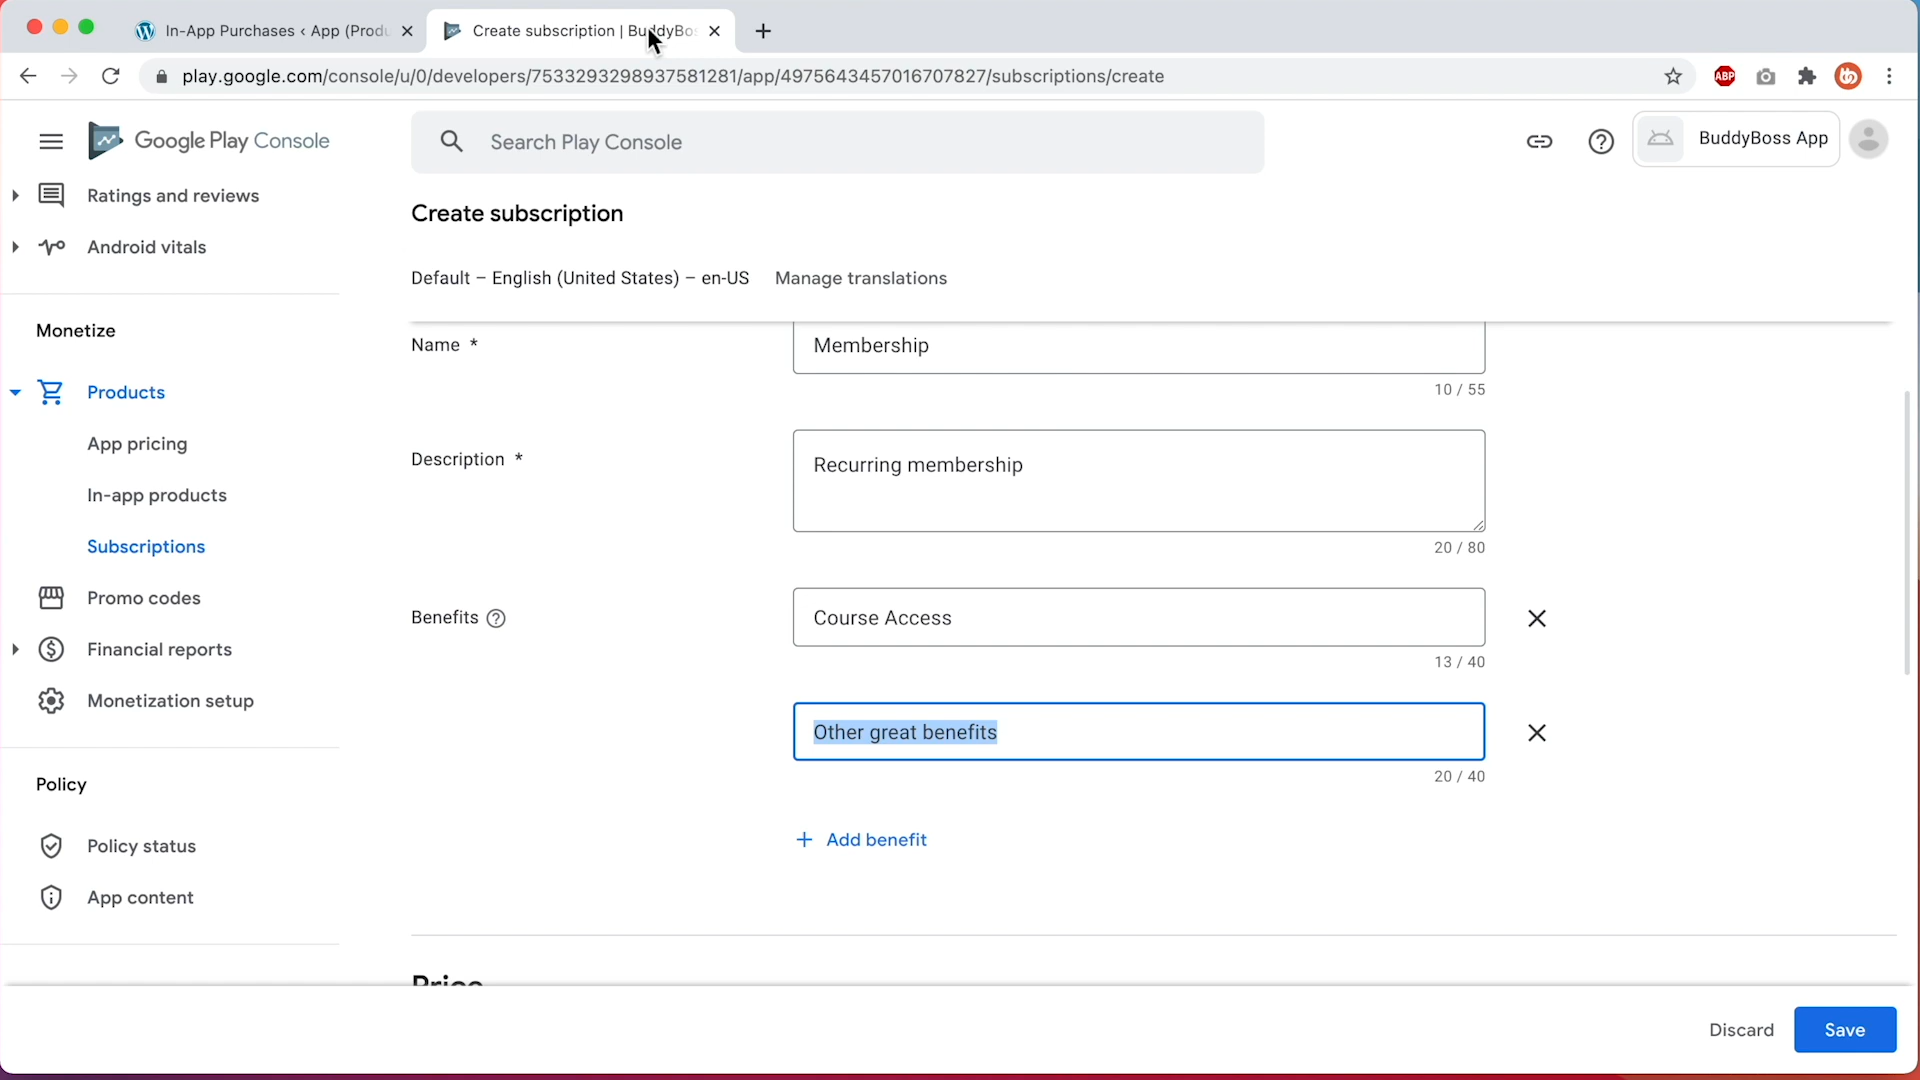 In-App Purchases ‹ App (Produ
Create subscription | BuddyBos
play.google.com/console/u/0/developers/7533293298937581281/app/4975643457016707827/subscriptions/create
ABP
Google Play Console
Search Play Console
BuddyBoss App
Ratings and reviews
Android vitals
Monetize
Products
App pricing
In-app products
Subscriptions
Promo codes
Financial reports
Monetization setup
Policy
Policy status
App content
Create subscription
Default – English (United States) – en-US Manage translations
Name *
Membership
10 / 55
Description *
Recurring membership
20 / 80
Benefits
Course Access
13 / 40
Other great benefits
20 / 40
+ Add benefit
Price
Discard
Save